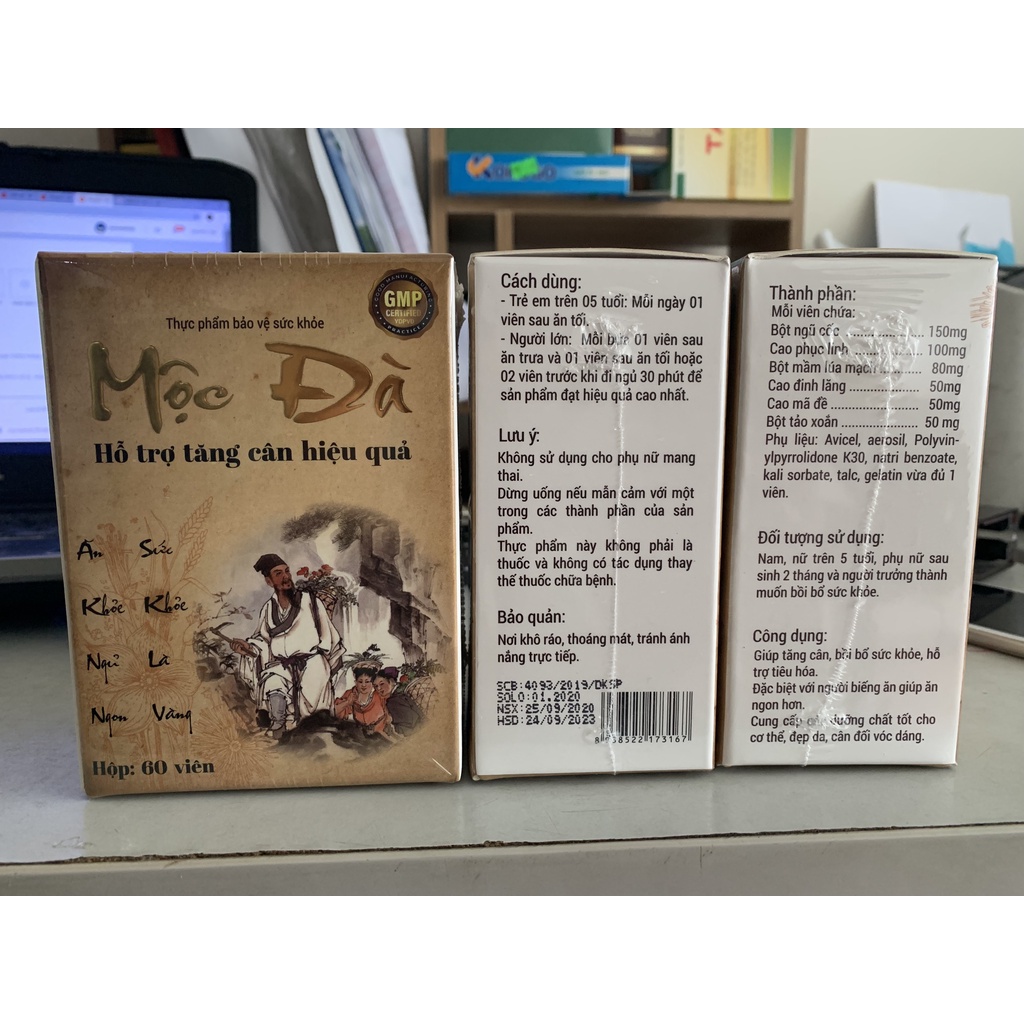 Thực phẩm bảo vệ sức khỏe
GMP
CERTIFIED
Mộc Đà
Hỗ trợ tăng cân hiệu quả
Ăn Sức
Khỏe Khỏe
Ngủ Là
Ngon Vàng
Hộp: 60 viên
Cách dùng:
- Trẻ em trên 05 tuổi: Mỗi ngày 01
viên sau ăn tối.
- Người lớn: Mỗi bữa 01 viên sau
ăn trưa và 01 viên sau ăn tối hoặc
02 viên trước khi đi ngủ 30 phút để
sản phẩm đạt hiệu quả cao nhất.
Lưu ý:
Không sử dụng cho phụ nữ mang
thai.
Dừng uống nếu mẫn cảm với một
trong các thành phần của sản
phẩm.
Thực phẩm này không phải là
thuốc và không có tác dụng thay
thế thuốc chữa bệnh.
Bảo quản:
Nơi khô ráo, thoáng mát, tránh ánh
nắng trực tiếp.
SCB:4093/2019/DKSP
SOLO:01.2020
NSX:25/09/2020
HSD:24/09/2023
Thành phần:
Mỗi viên chứa:
Bột ngũ cốc ........................ 150mg
Cao phục linh ..................... 100mg
Bột mầm lúa mạch ............ 80mg
Cao đinh lăng .................... 50mg
Cao mã đề ......................... 50mg
Bột tảo xoắn ...................... 50 mg
Phụ liệu: Avicel, aerosil, Polyvin-
ylpyrrolidone K30, natri benzoate,
kali sorbate, talc, gelatin vừa đủ 1
viên.
Đối tượng sử dụng:
Nam, nữ trên 5 tuổi, phụ nữ sau
sinh 2 tháng và người trưởng thành
muốn bồi bổ sức khỏe.
Công dụng:
Giúp tăng cân, bồi bổ sức khỏe, hỗ
trợ tiêu hóa.
Đặc biệt với người biếng ăn giúp ăn
ngon hơn.
Cung cấp dưỡng chất tốt cho
cơ thể, đẹp da, cân đối vóc dáng.